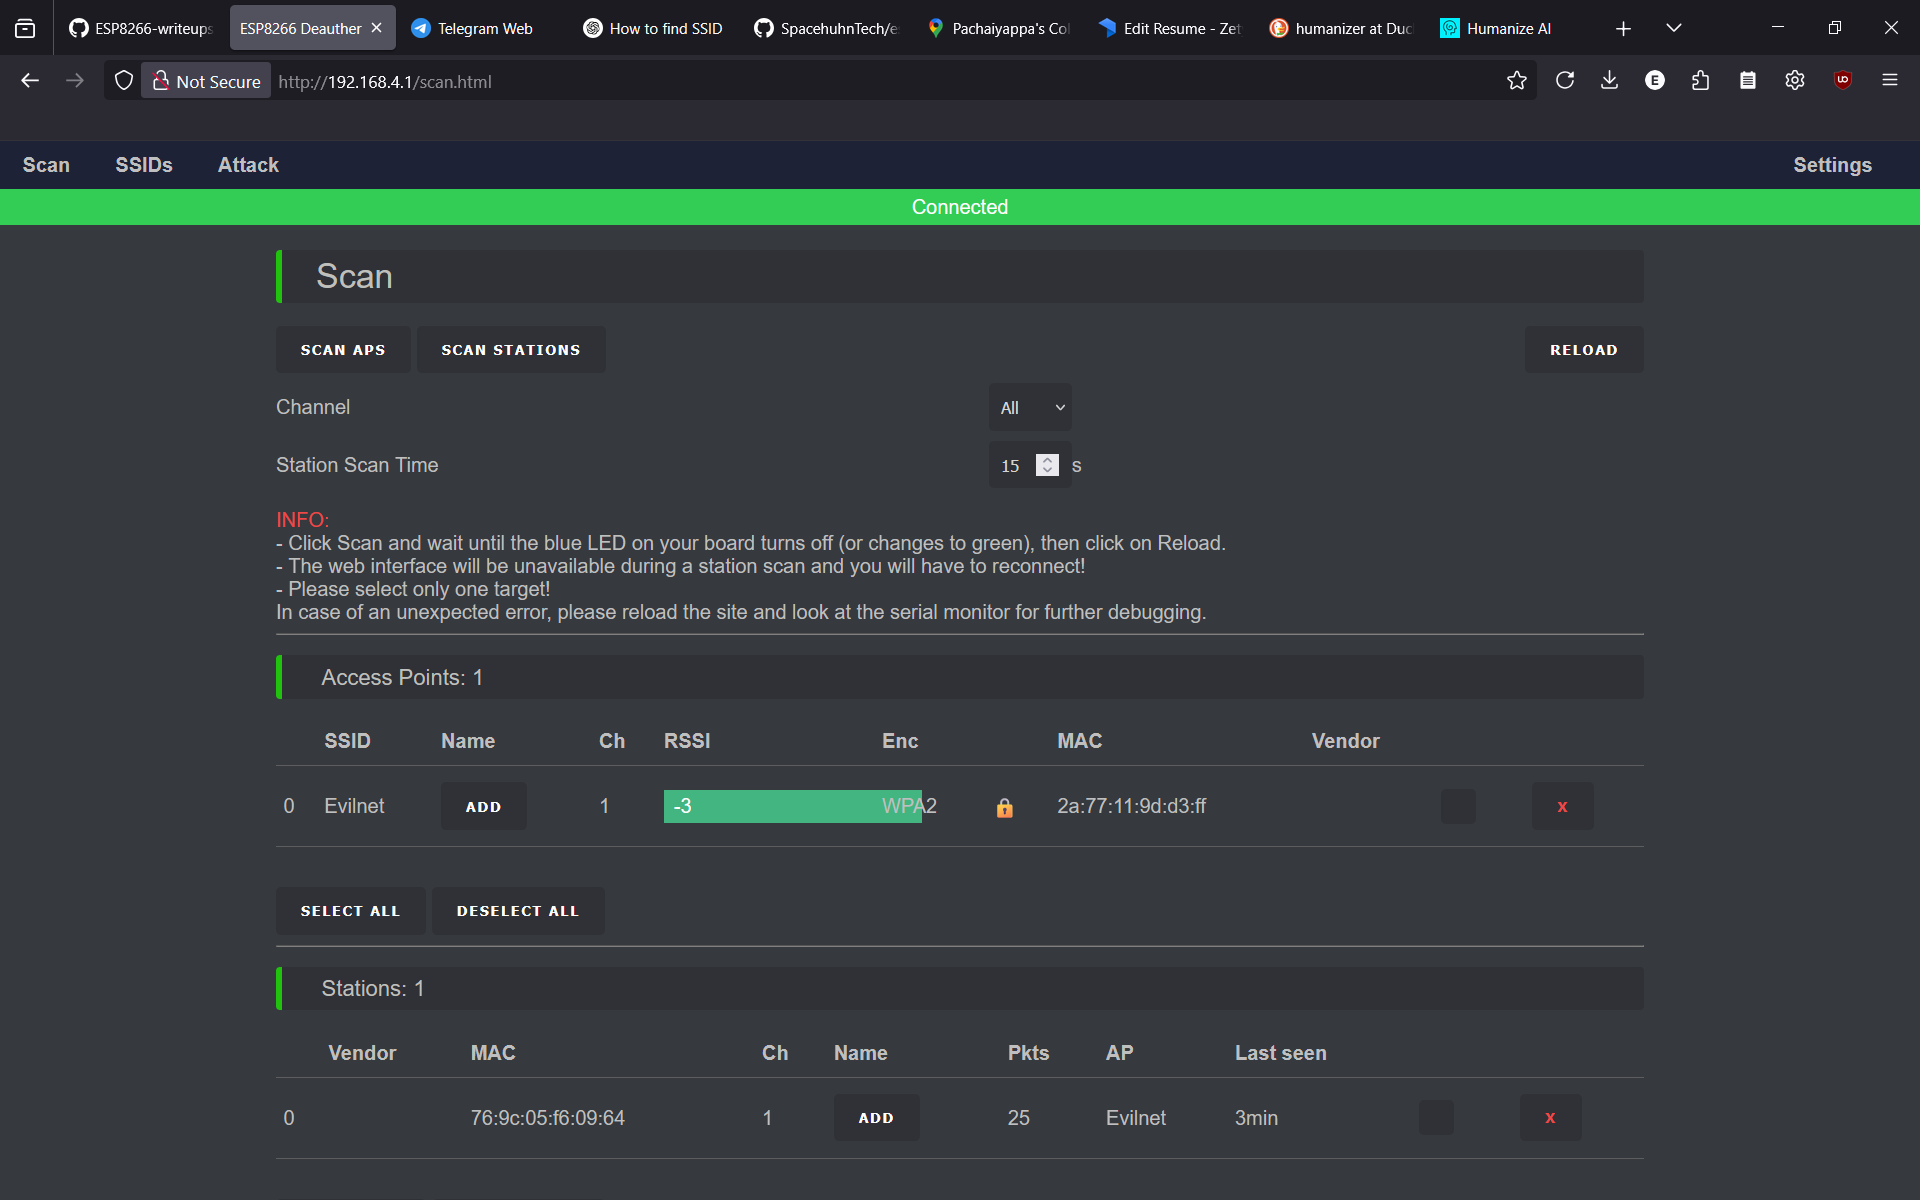 ESP8266-writeups
ESP8266 Deauther
Telegram Web
How to find SSID
SpacehuhnTech/e
Pachaiyappa's Co
Edit Resume - Zet
humanizer at Duc
Humanize AI
Not Secure
http://192.168.4.1/scan.html
E
Scan
SSIDs
Attack
Settings
Connected
Scan
SCAN APS
SCAN STATIONS
RELOAD
Channel
All
Station Scan Time
15
s
INFO:
- Click Scan and wait until the blue LED on your board turns off (or changes to green), then click on Reload.
- The web interface will be unavailable during a station scan and you will have to reconnect!
- Please select only one target!
In case of an unexpected error, please reload the site and look at the serial monitor for further debugging.
Access Points: 1
SSID Name Ch RSSI Enc MAC Vendor
0 Evilnet ADD 1 -3 WPA2 2a:77:11:9d:d3:ff x
SELECT ALL
DESELECT ALL
Stations: 1
Vendor MAC Ch Name Pkts AP Last seen
0 76:9c:05:f6:09:64 1 ADD 25 Evilnet 3min x